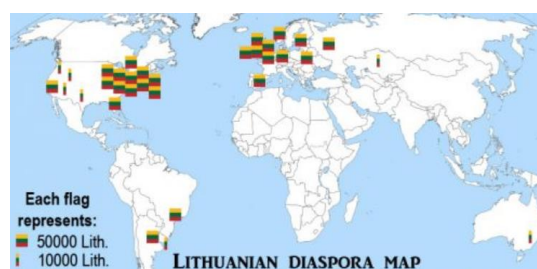 Each flag
represents:
50000 Lith.
10000 Lith.
LITHUANIAN DIASPORA MAP